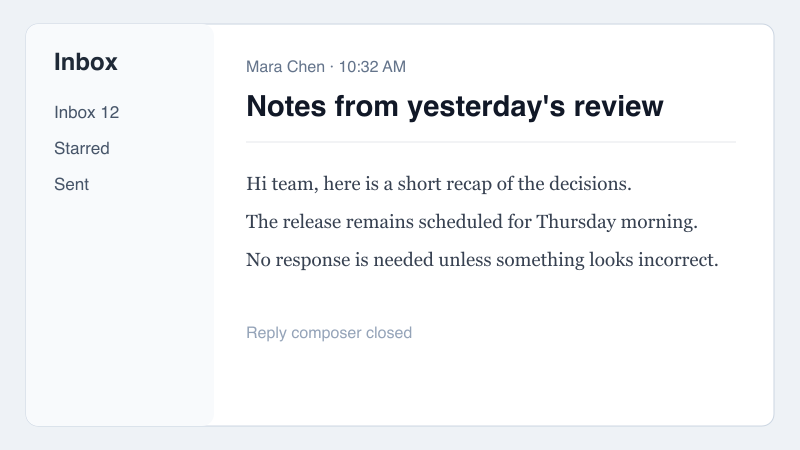 Inbox
Inbox 12
Starred
Sent
Mara Chen · 10:32 AM
Notes from yesterday's review
Hi team, here is a short recap of the decisions.
The release remains scheduled for Thursday morning.
No response is needed unless something looks incorrect.
Reply composer closed